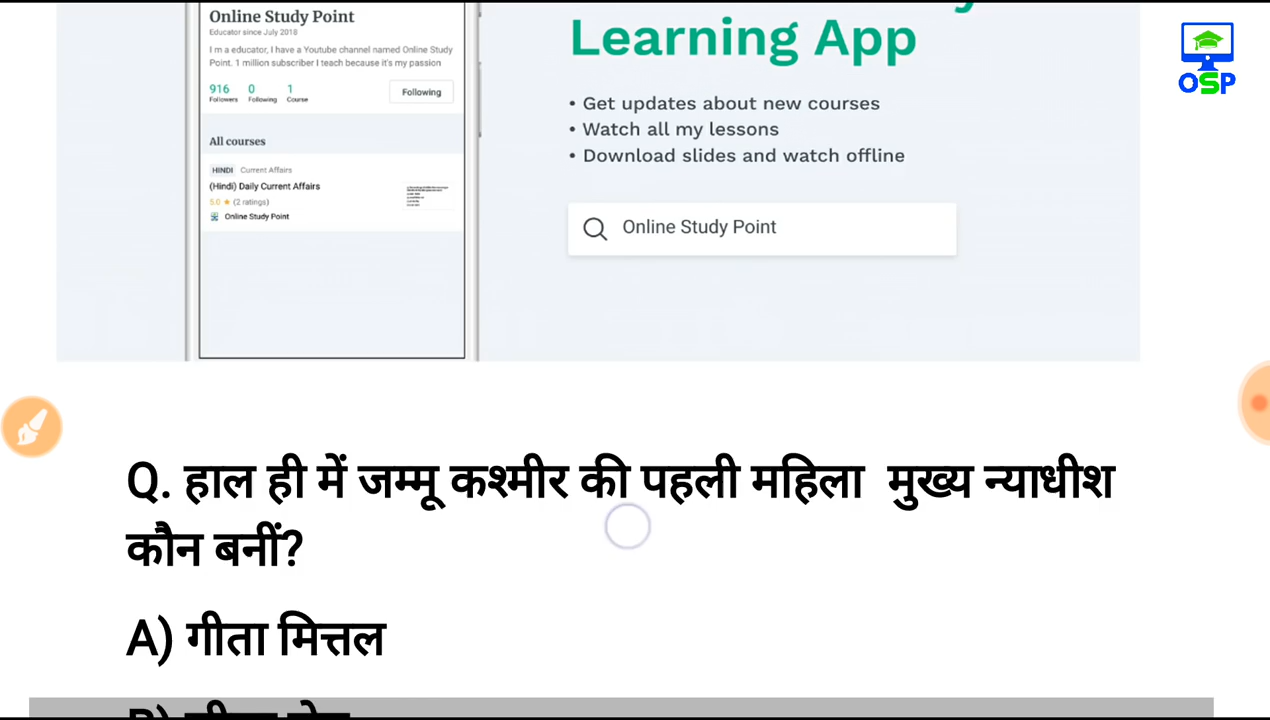 Online Study Point
Educator since July 2018
I m a educator, I have a Youtube channel named Online Study
Point. 1 million subscriber I teach because it's my passion
916 0 1
Followers Following Course
Following
All courses
HINDI Current Affairs
(Hindi) Daily Current Affairs
5.0 ★ (2 ratings)
Online Study Point
Learning App
• Get updates about new courses
• Watch all my lessons
• Download slides and watch offline
Online Study Point
OSP
Q. हाल ही में जम्मू कश्मीर की पहली महिला मुख्य न्यायाधीश
कौन बनीं?
A) गीता मित्तल